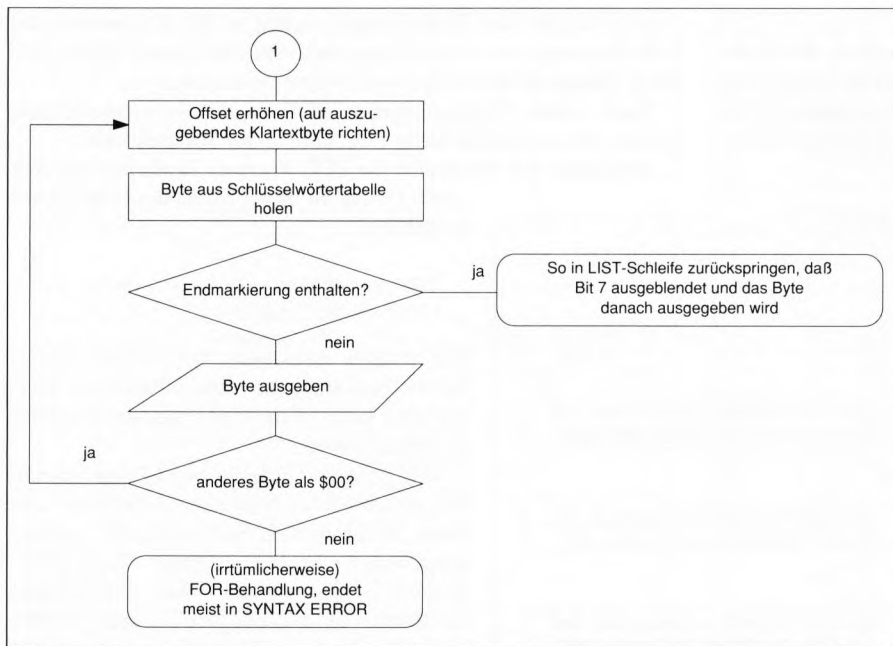 1
Offset erhöhen (auf auszu-
gebendes Klartextbyte richten)
Byte aus Schlüsselwörtertabelle
holen
Endmarkierung enthalten?
ja
So in LIST-Schleife zurückspringen, daß
Bit 7 ausgeblendet und das Byte
danach ausgegeben wird
nein
Byte ausgeben
ja
anderes Byte als $00?
nein
(irrtümlicherweise)
FOR-Behandlung, endet
meist in SYNTAX ERROR